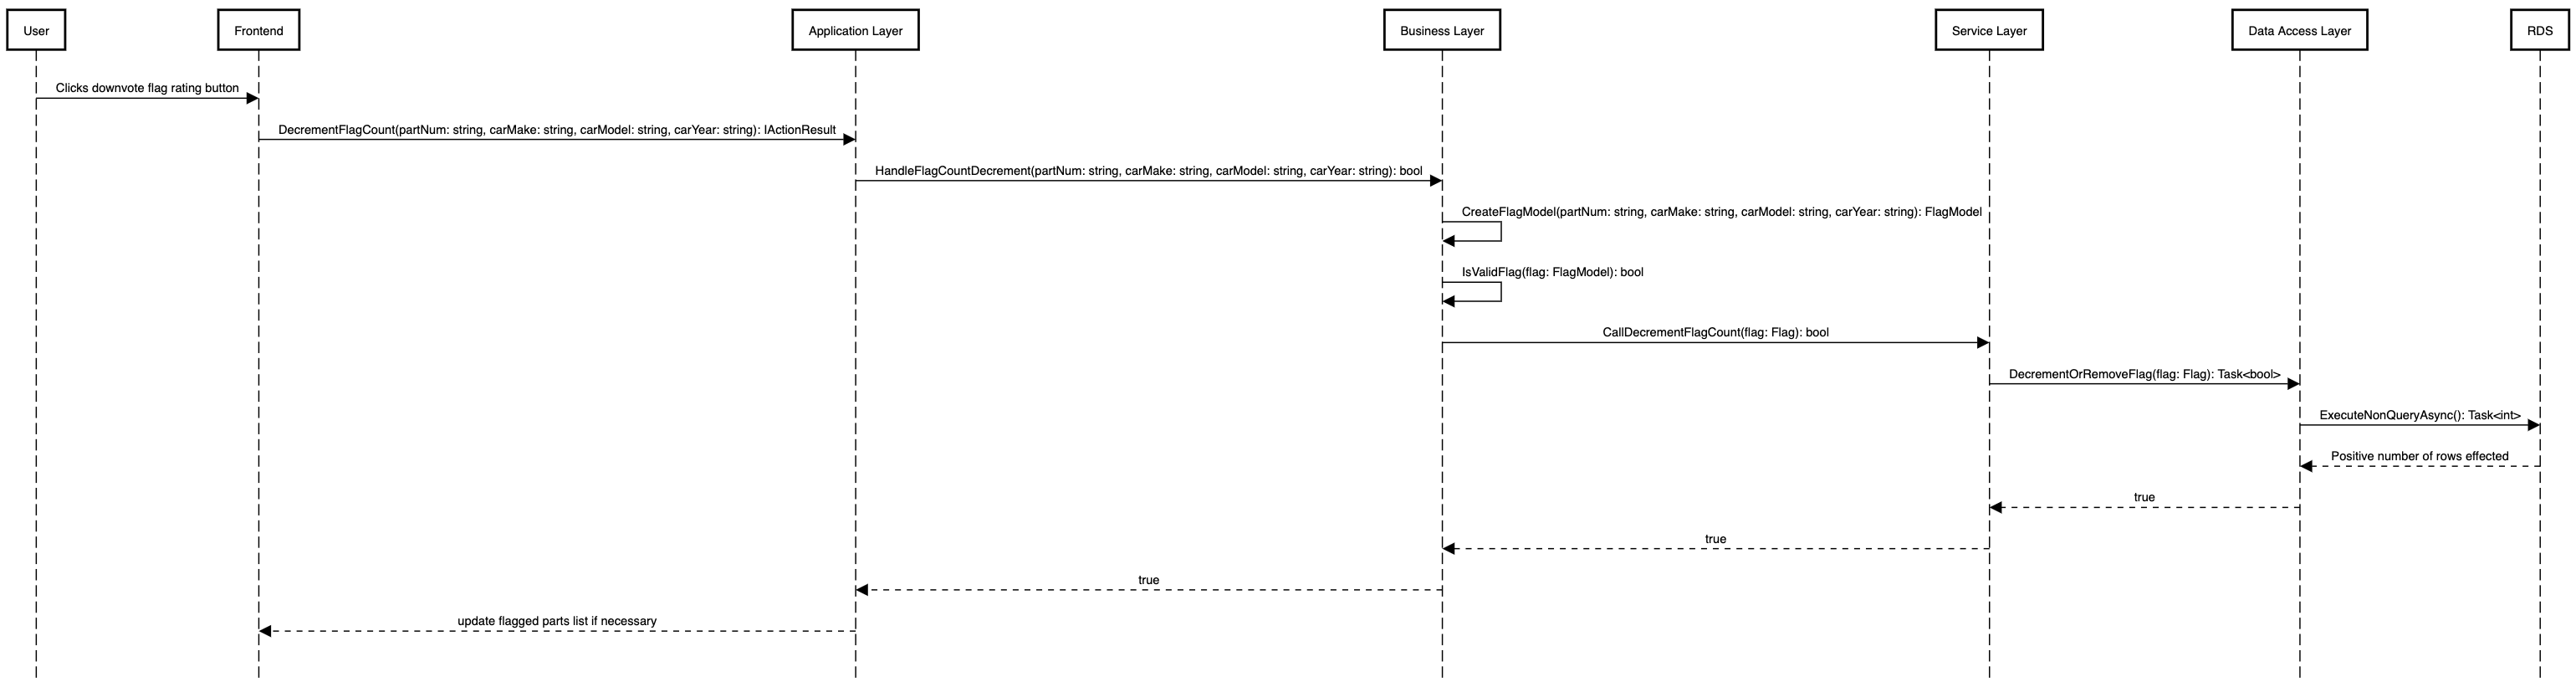 User
Frontend
Application Layer
Business Layer
Service Layer
Data Access Layer
RDS
Clicks downvote flag rating button
DecrementFlagCount(partNum: string, carMake: string, carModel: string, carYear: string): IActionResult
HandleFlagCountDecrement(partNum: string, carMake: string, carModel: string, carYear: string): bool
CreateFlagModel(partNum: string, carMake: string, carModel: string, carYear: string): FlagModel
IsValidFlag(flag: FlagModel): bool
CallDecrementFlagCount(flag: Flag): bool
DecrementOrRemoveFlag(flag: Flag): Task<bool>
ExecuteNonQueryAsync(): Task<int>
Positive number of rows effected
true
true
true
update flagged parts list if necessary